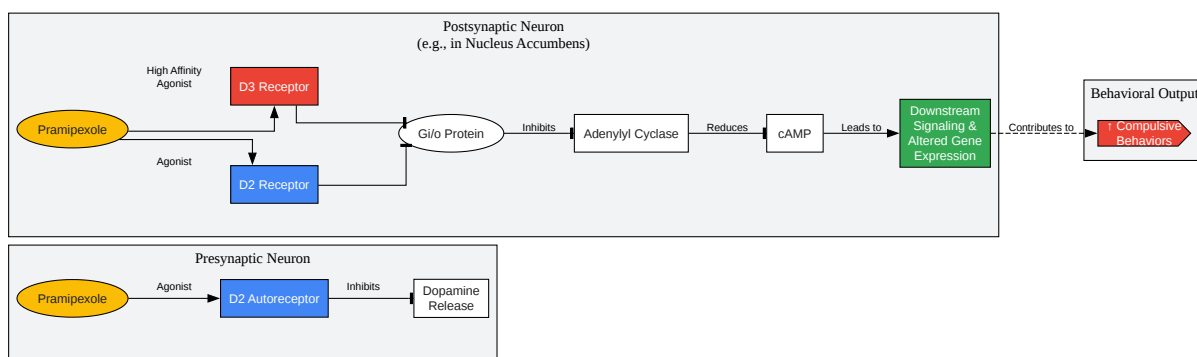 Postsynaptic Neuron
(e.g., in Nucleus Accumbens)
High Affinity
Agonist
D3 Receptor
Pramipexole
Agonist
D2 Receptor
Gi/o Protein
Inhibits
Adenylyl Cyclase
Reduces
cAMP
Leads to
Downstream
Signaling &
Altered Gene
Expression
Contributes to
Behavioral Output
↑ Compulsive
Behaviors
Presynaptic Neuron
Pramipexole
Agonist
D2 Autoreceptor
Inhibits
Dopamine
Release